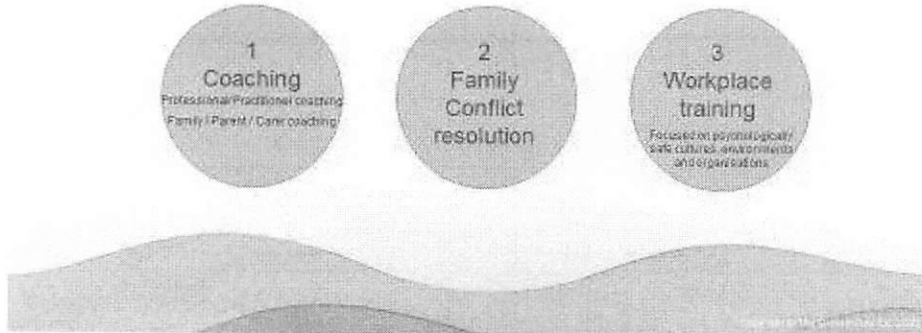 1
Coaching
Professional/Practitioner coaching
Family / Parent / Carer coaching
2
Family
Conflict
resolution
3
Workplace
training
Focused on psychologically
safe cultures, environments
and organisations